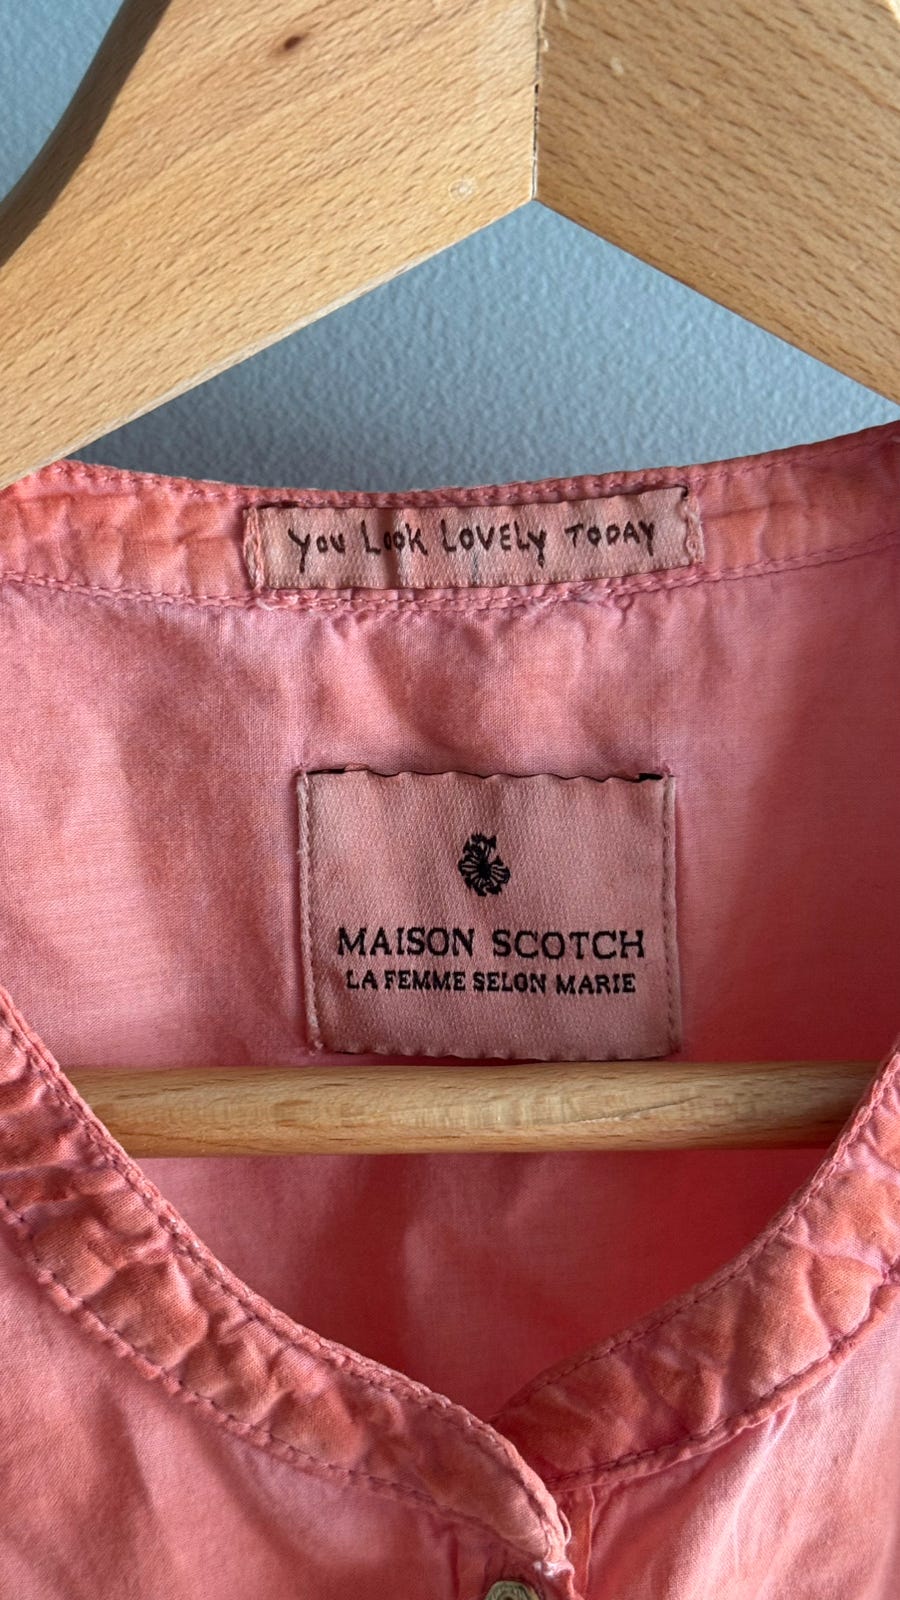 You Look Lovely TODAY
MAISON SCOTCH
LA FEMME SELON MARIE